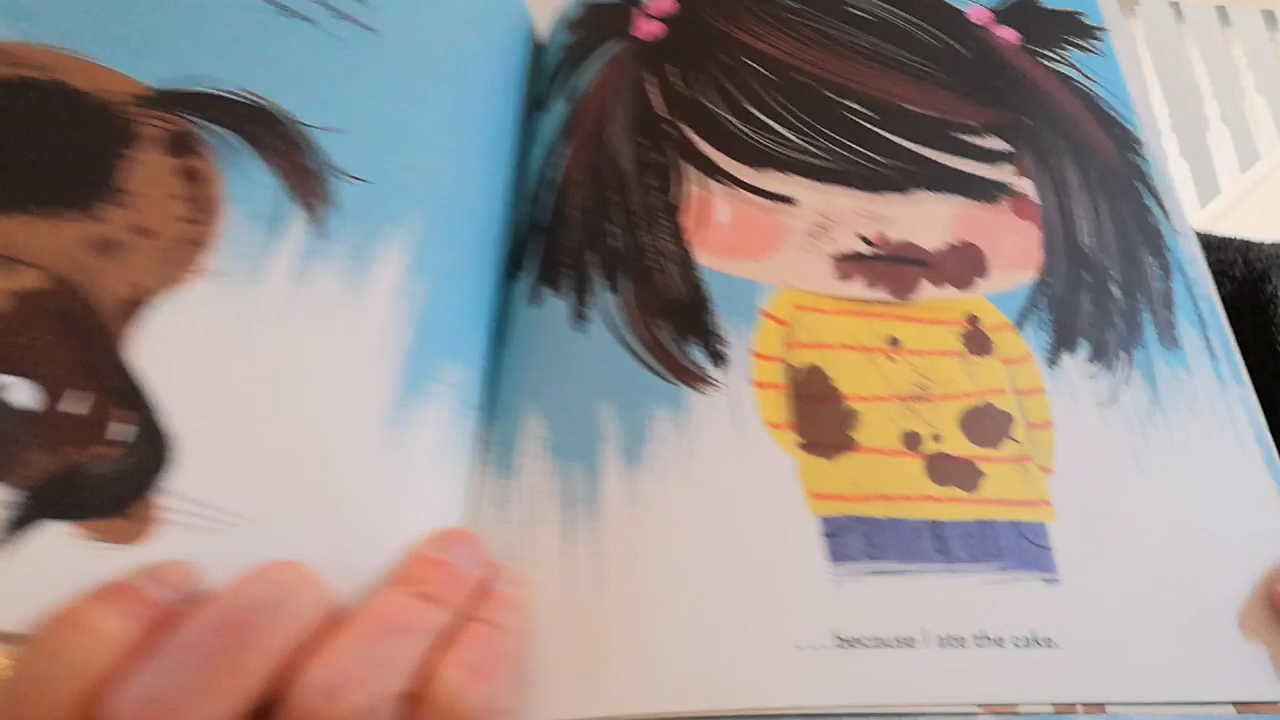 ....because I ate the cake.